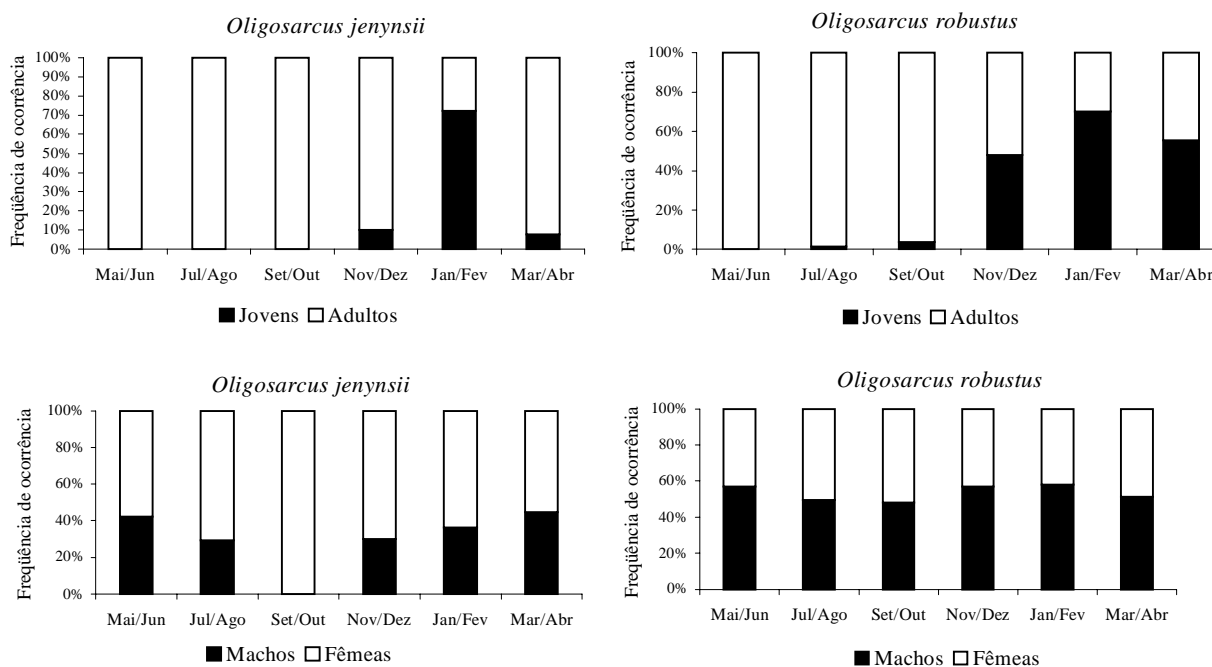 Oligosarcus jenynsii
Freqüência de ocorrência
100%
90%
80%
70%
60%
50%
40%
30%
20%
10%
0%
Mai/Jun Jul/Ago Set/Out Nov/Dez Jan/Fev Mar/Abr
Jovens Adultos
Oligosarcus robustus
Freqüência de ocorrência
100%
80%
60%
40%
20%
0%
Mai/Jun Jul/Ago Set/Out Nov/Dez Jan/Fev Mar/Abr
Jovens Adultos
Oligosarcus jenynsii
Freqüência de ocorrência
100%
80%
60%
40%
20%
0%
Mai/Jun Jul/Ago Set/Out Nov/Dez Jan/Fev Mar/Abr
Machos Fêmeas
Oligosarcus robustus
Freqüência de ocorrência
100%
80%
60%
40%
20%
0%
Mai/Jun Jul/Ago Set/Out Nov/Dez Jan/Fev Mar/Abr
Machos Fêmeas